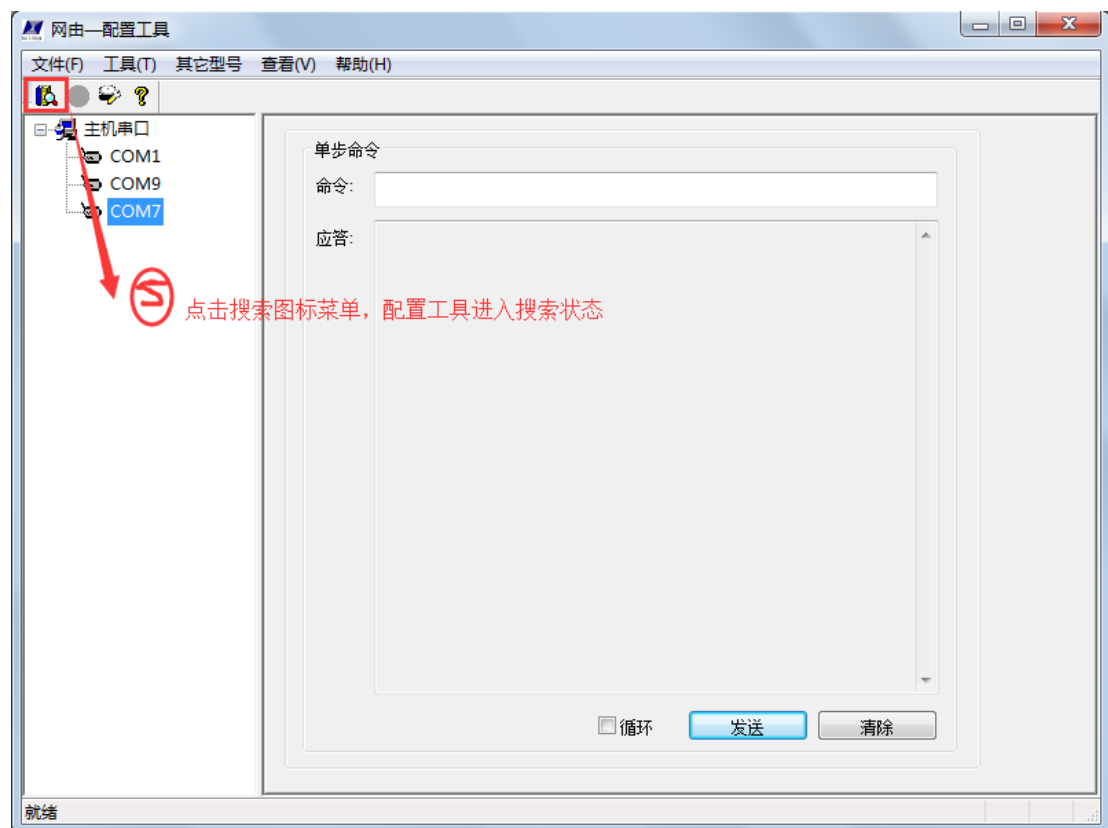 网由—配置工具
文件(F) 工具(T) 其它型号 查看(V) 帮助(H)
主机串口
COM1
COM9
COM7
单步命令
命令:
应答:
⑤ 点击搜索图标菜单，配置工具进入搜索状态
循环 发送 清除
就绪